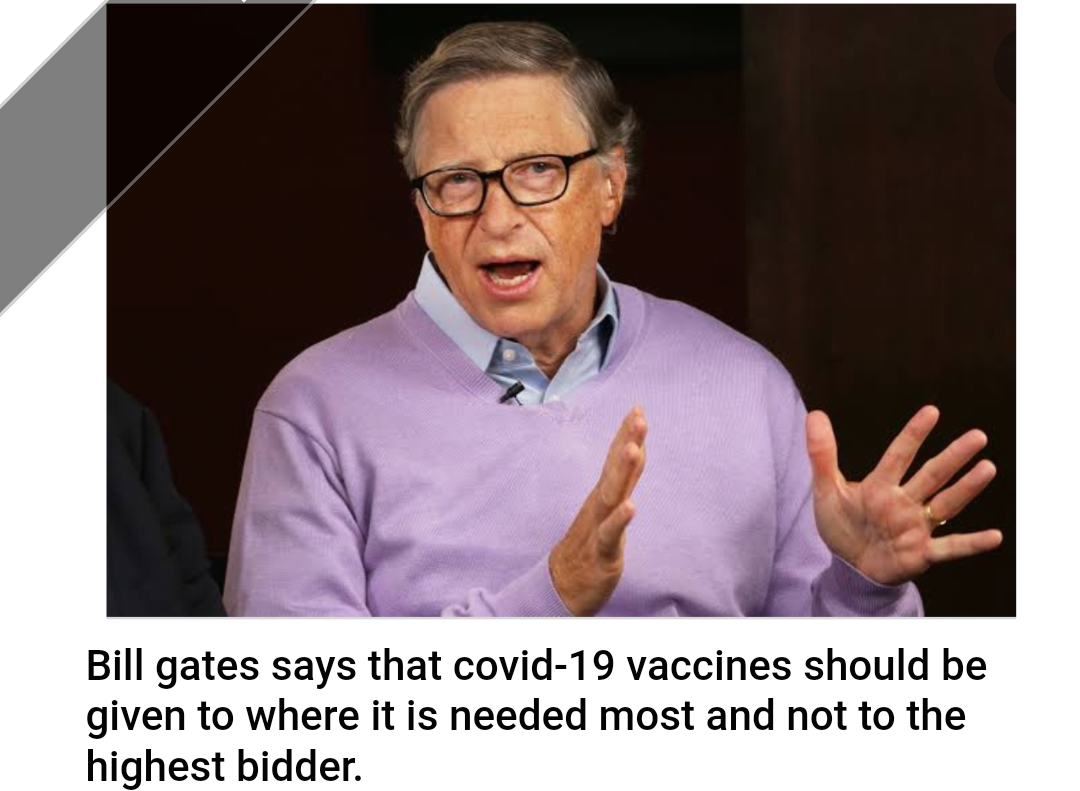 Bill gates says that covid-19 vaccines should be
given to where it is needed most and not to the
highest bidder.